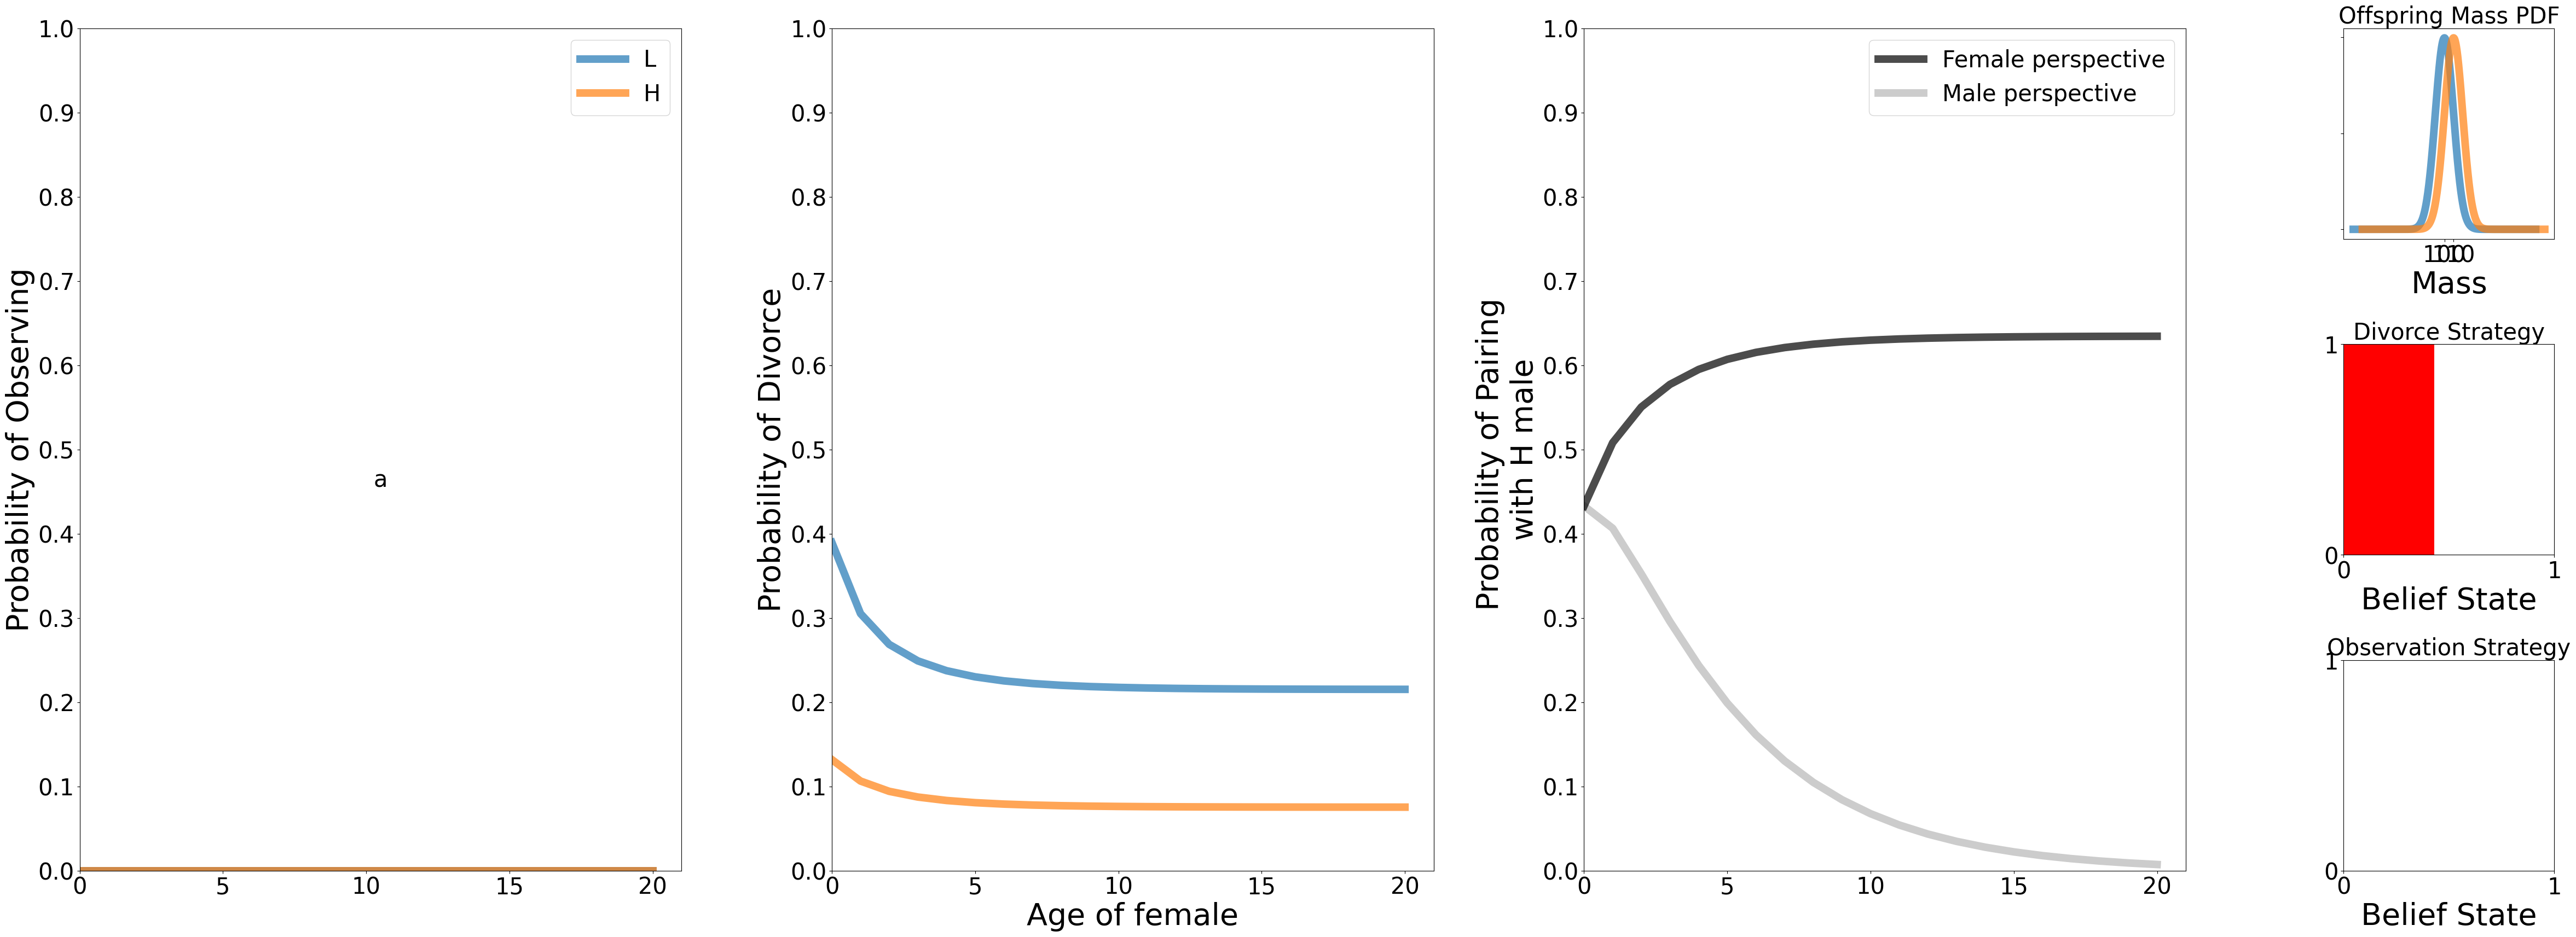 Probability of Observing
1.0
0.9
0.8
0.7
0.6
0.5
0.4
0.3
0.2
0.1
0.0
0 5 10 15 20
L
H
a
Probability of Divorce
1.0
0.9
0.8
0.7
0.6
0.5
0.4
0.3
0.2
0.1
0.0
0 5 10 15 20
Age of female
Probability of Pairing
with H male
1.0
0.9
0.8
0.7
0.6
0.5
0.4
0.3
0.2
0.1
0.0
0 5 10 15 20
Female perspective
Male perspective
Offspring Mass PDF
100 110
Mass
Divorce Strategy
1
0
0 1
Belief State
Observation Strategy
1
0
0 1
Belief State